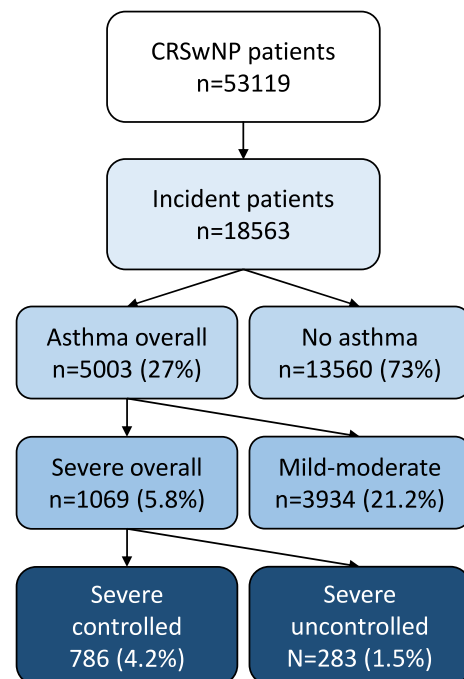 CRSwNP patients
n=53119
Incident patients
n=18563
Asthma overall
n=5003 (27%)
No asthma
n=13560 (73%)
Severe overall
n=1069 (5.8%)
Mild-moderate
n=3934 (21.2%)
Severe
controlled
786 (4.2%)
Severe
uncontrolled
N=283 (1.5%)